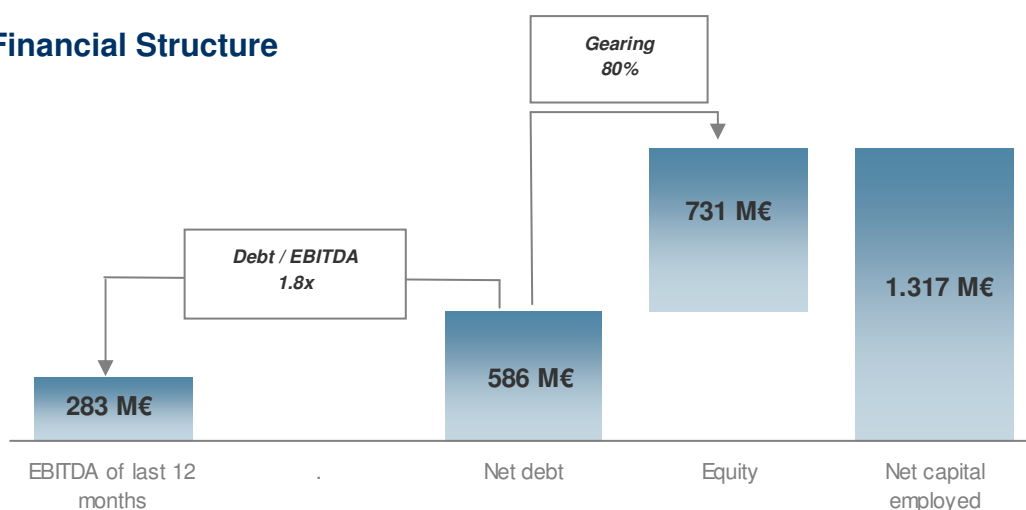 Financial Structure
Gearing
80%
731 M€
Debt / EBITDA
1.8x
1.317 M€
586 M€
283 M€
EBITDA of last 12
months
.
Net debt
Equity
Net capital
employed